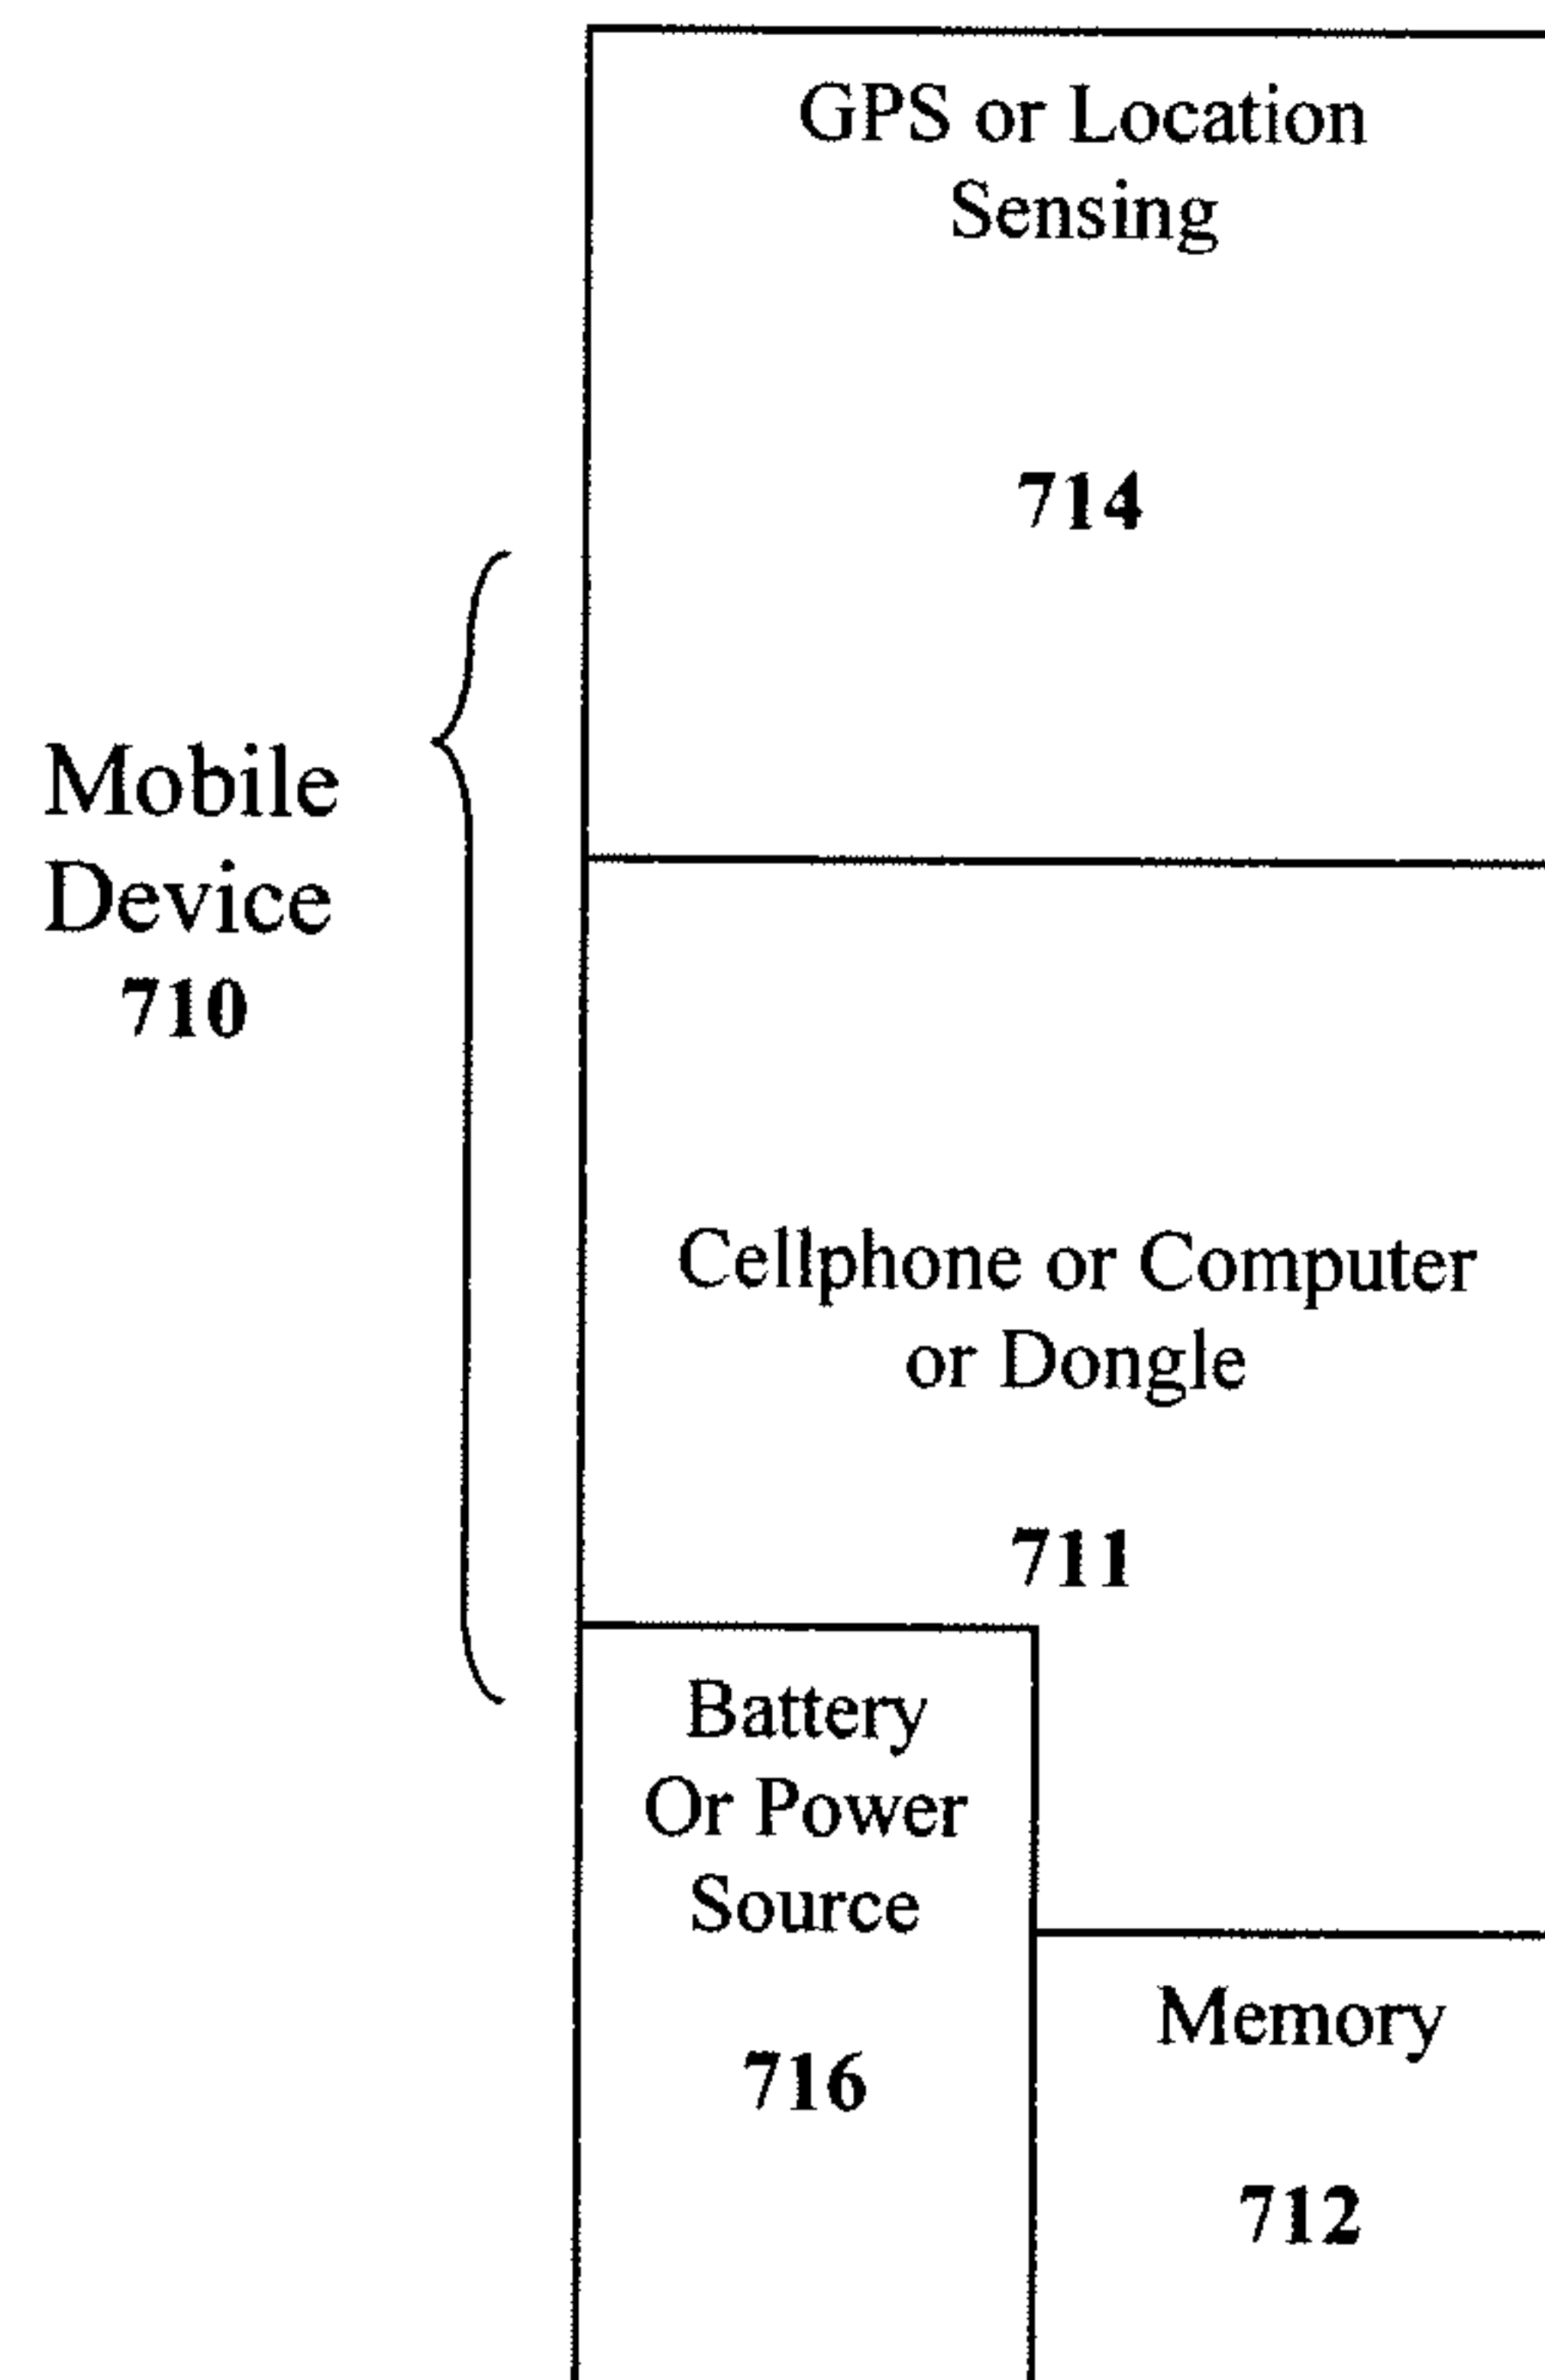 GPS or Location
Sensing
714
Mobile
Device
710
Cellphone or Computer
or Dongle
711
Battery
Or Power
Source
716
Memory
712